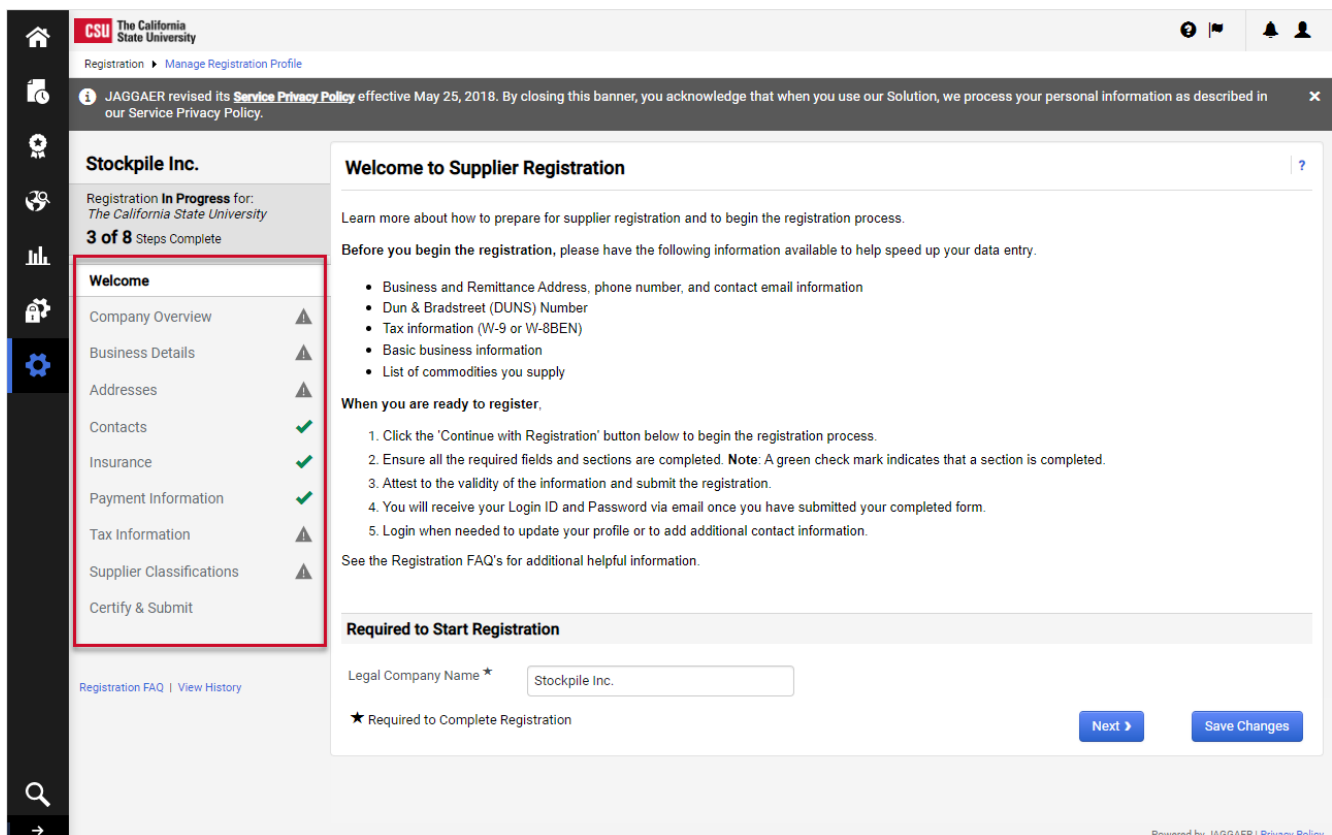 CSU The California
State University
Registration ▸ Manage Registration Profile
JAGGAER revised its Service Privacy Policy effective May 25, 2018. By closing this banner, you acknowledge that when you use our Solution, we process your personal information as described in
our Service Privacy Policy.
Stockpile Inc.
Registration In Progress for:
The California State University
3 of 8 Steps Complete
Welcome
Company Overview
Business Details
Addresses
Contacts
Insurance
Payment Information
Tax Information
Supplier Classifications
Certify & Submit
Registration FAQ | View History
Welcome to Supplier Registration
?
Learn more about how to prepare for supplier registration and to begin the registration process.
Before you begin the registration, please have the following information available to help speed up your data entry.
• Business and Remittance Address, phone number, and contact email information
• Dun & Bradstreet (DUNS) Number
• Tax information (W-9 or W-8BEN)
• Basic business information
• List of commodities you supply
When you are ready to register,
1. Click the 'Continue with Registration' button below to begin the registration process.
2. Ensure all the required fields and sections are completed. Note: A green check mark indicates that a section is completed.
3. Attest to the validity of the information and submit the registration.
4. You will receive your Login ID and Password via email once you have submitted your completed form.
5. Login when needed to update your profile or to add additional contact information.
See the Registration FAQ's for additional helpful information.
Required to Start Registration
Legal Company Name ★ Stockpile Inc.
★ Required to Complete Registration
Next ›
Save Changes
Powered by JAGGAER | Privacy Policy